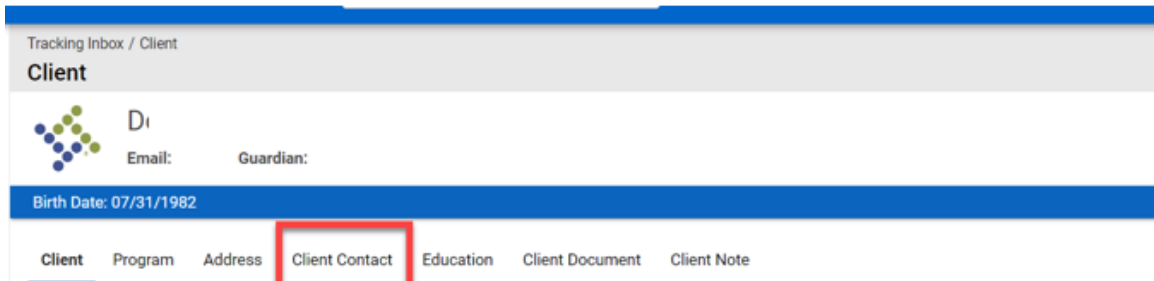 Tracking Inbox / Client
Client
Email: Guardian:
Birth Date: 07/31/1982
Client Program Address Client Contact Education Client Document Client Note